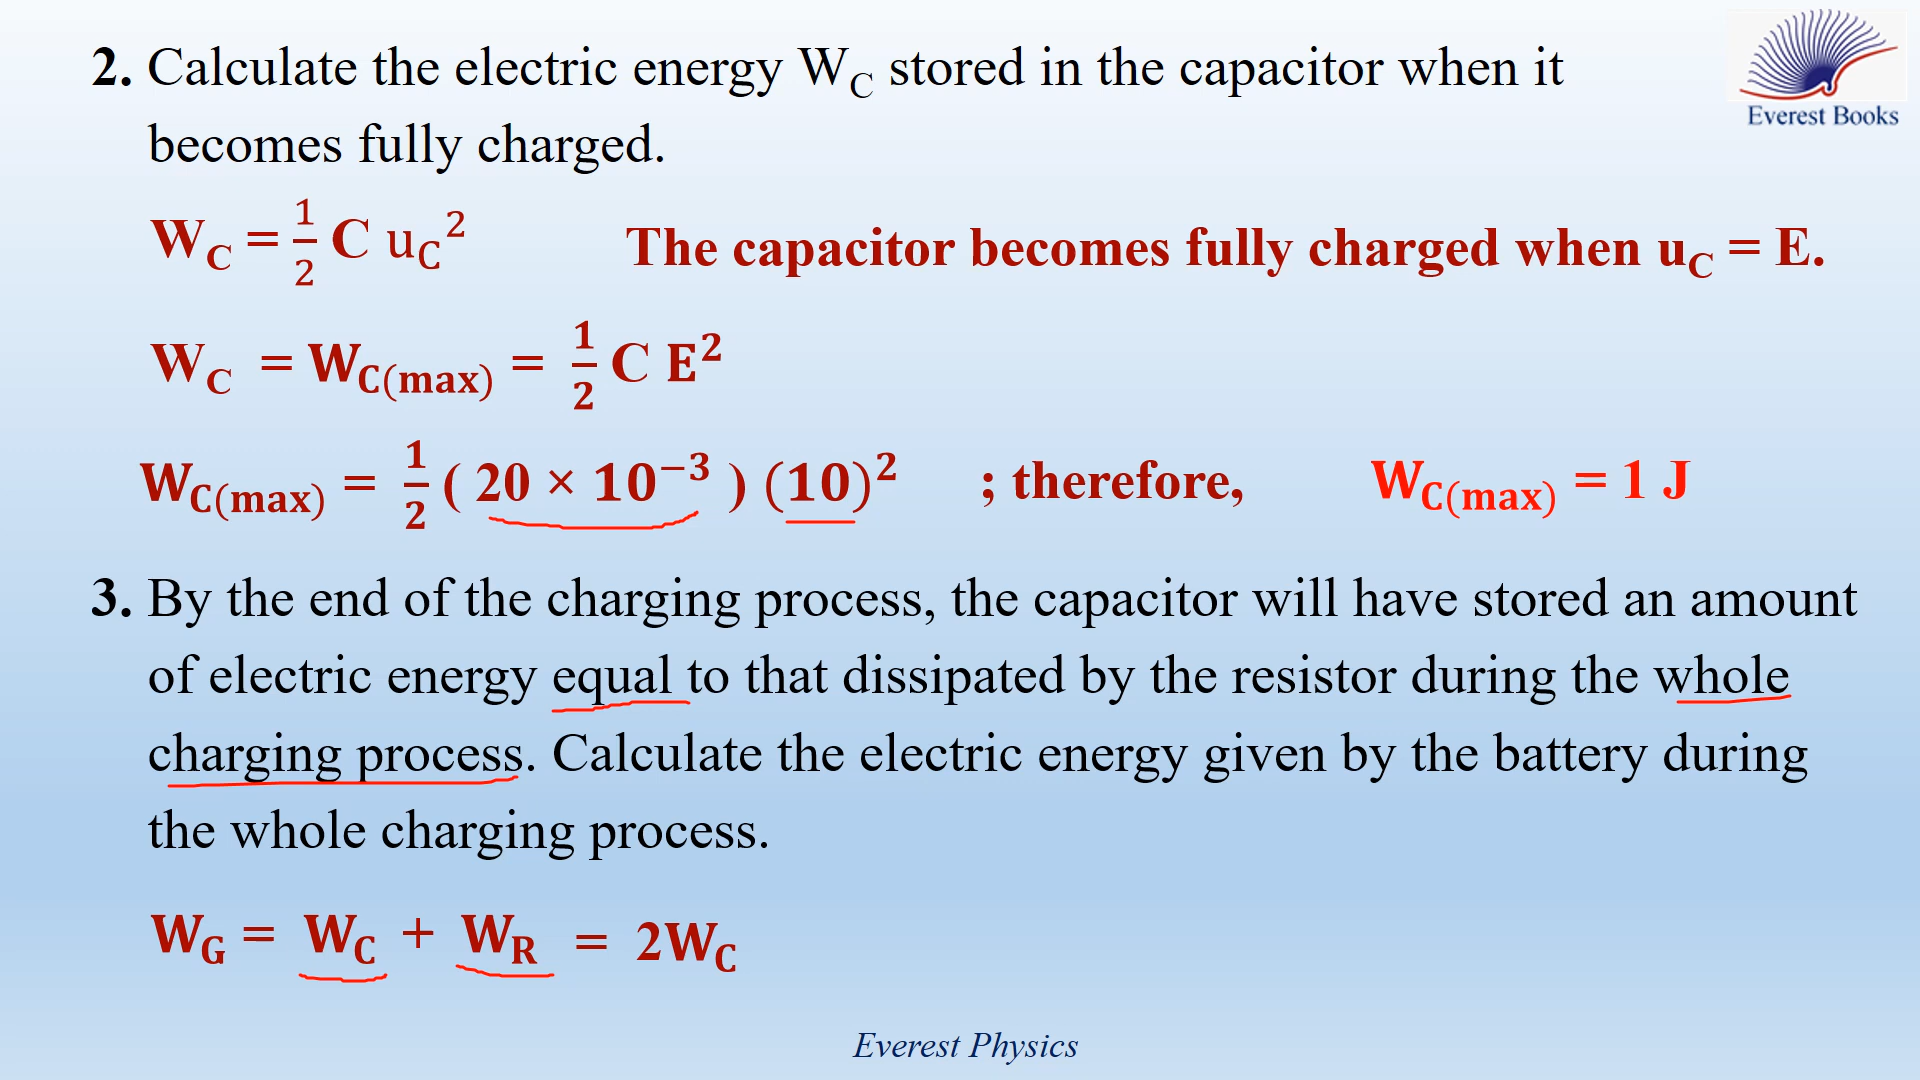 2. Calculate the electric energy W_C stored in the capacitor when it
becomes fully charged.
Everest Books
W_C = 1/2 C u_C^2 The capacitor becomes fully charged when u_C = E.
W_C = W_C(max) = 1/2 C E^2
W_C(max) = 1/2 ( 20 × 10^−3 ) (10)^2 ; therefore, W_C(max) = 1 J
3. By the end of the charging process, the capacitor will have stored an amount
of electric energy equal to that dissipated by the resistor during the whole
charging process. Calculate the electric energy given by the battery during
the whole charging process.
W_G = W_C + W_R = 2W_C
Everest Physics